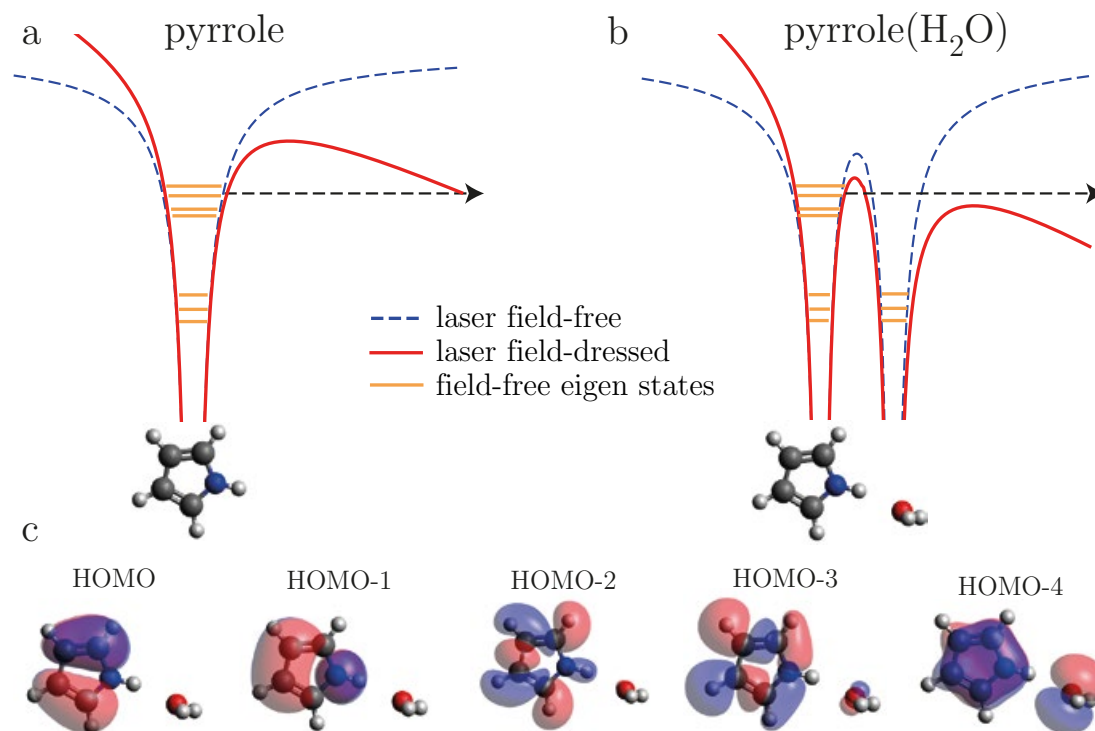 a
pyrrole
b
pyrrole(H₂O)
laser field-free
laser field-dressed
field-free eigen states
c
HOMO
HOMO-1
HOMO-2
HOMO-3
HOMO-4